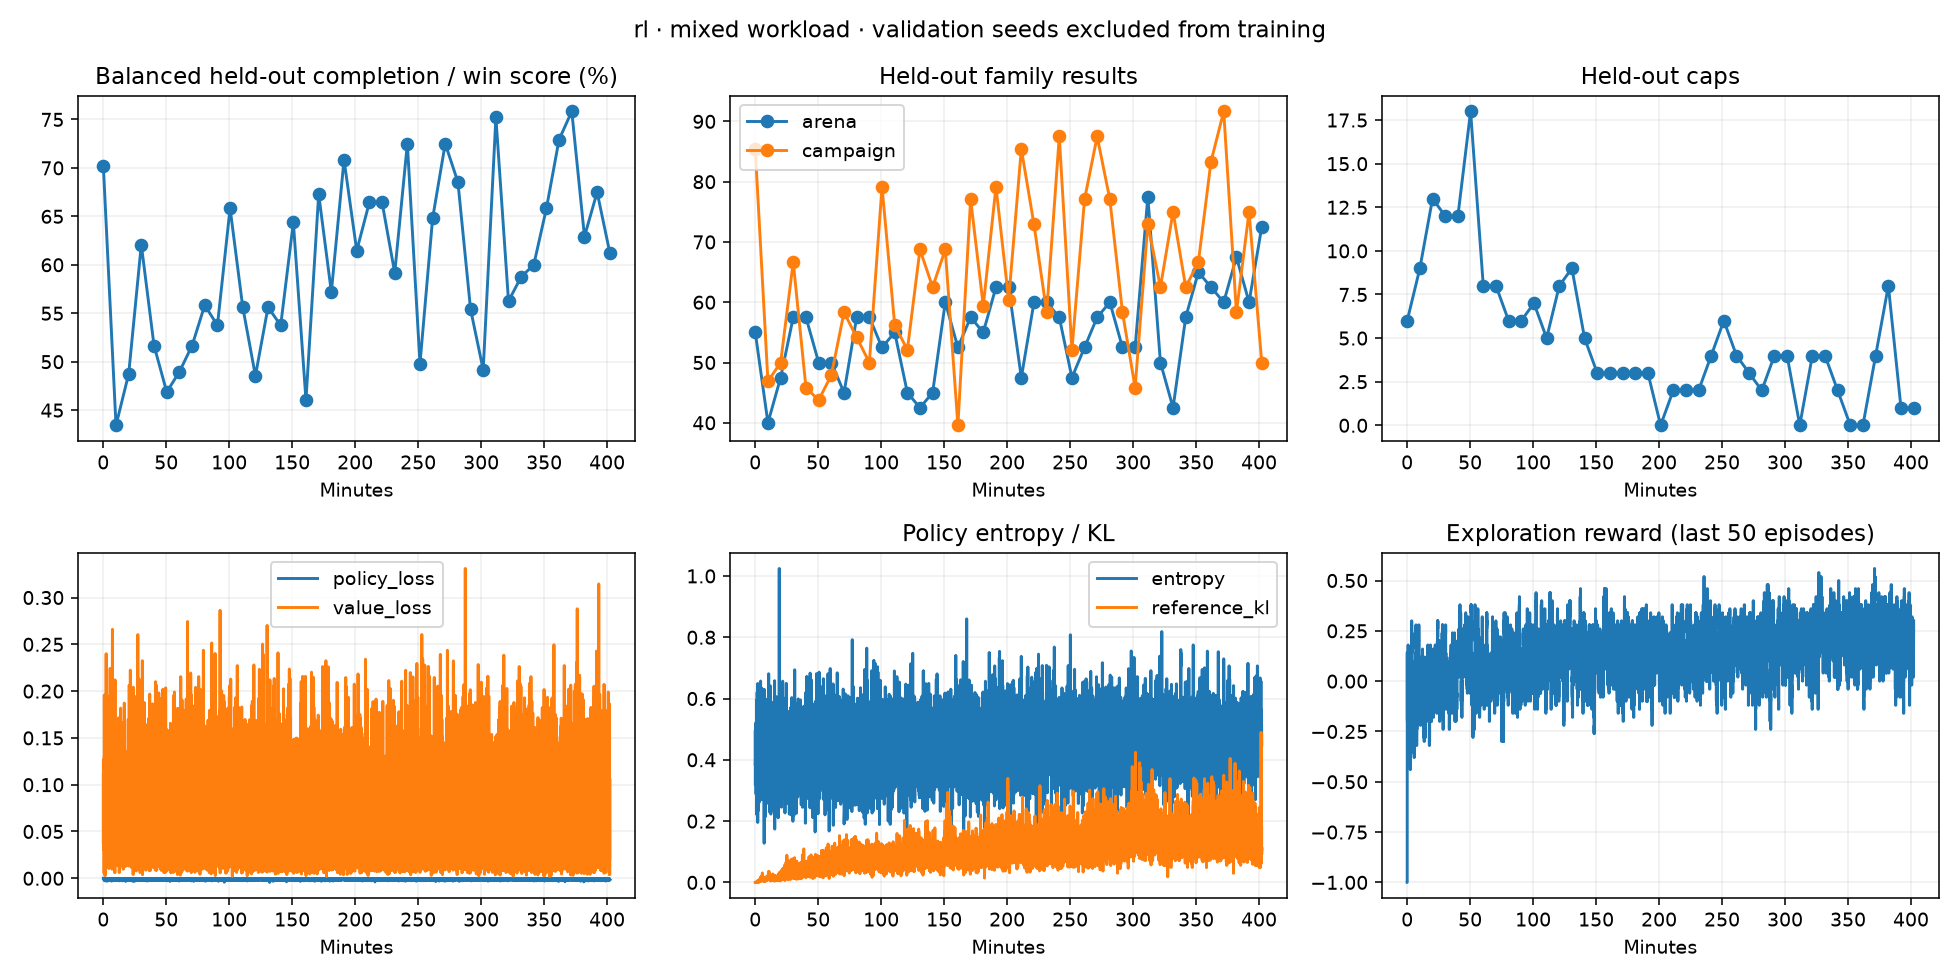 rl · mixed workload · validation seeds excluded from training
Balanced held-out completion / win score (%)
75
70
65
60
55
50
45
0 50 100 150 200 250 300 350 400
Minutes
Held-out family results
arena
campaign
90
80
70
60
50
40
0 50 100 150 200 250 300 350 400
Minutes
Held-out caps
17.5
15.0
12.5
10.0
7.5
5.0
2.5
0.0
0 50 100 150 200 250 300 350 400
Minutes
policy_loss
value_loss
0.30
0.25
0.20
0.15
0.10
0.05
0.00
0 50 100 150 200 250 300 350 400
Minutes
Policy entropy / KL
entropy
reference_kl
1.0
0.8
0.6
0.4
0.2
0.0
0 50 100 150 200 250 300 350 400
Minutes
Exploration reward (last 50 episodes)
0.50
0.25
0.00
−0.25
−0.50
−0.75
−1.00
0 50 100 150 200 250 300 350 400
Minutes